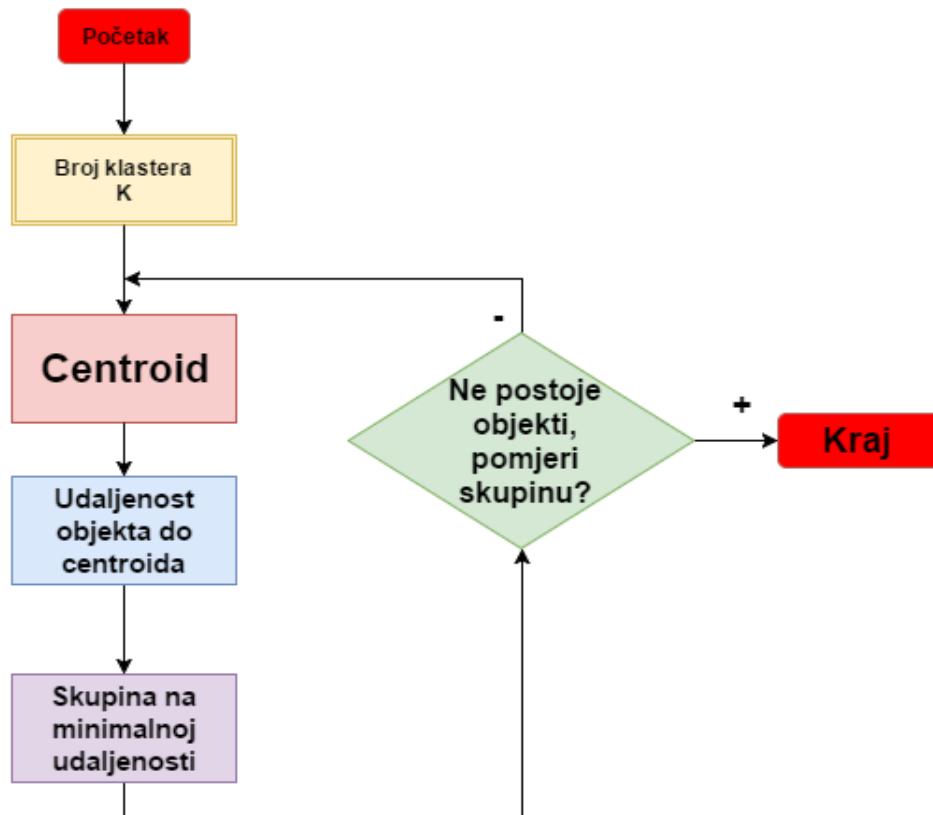 Početak
Broj klastera
K
Centroid
Udaljenost
objekta do
centroida
Skupina na
minimalnoj
udaljenosti
-
Ne postoje
objekti,
pomjeri
skupinu?
+
Kraj